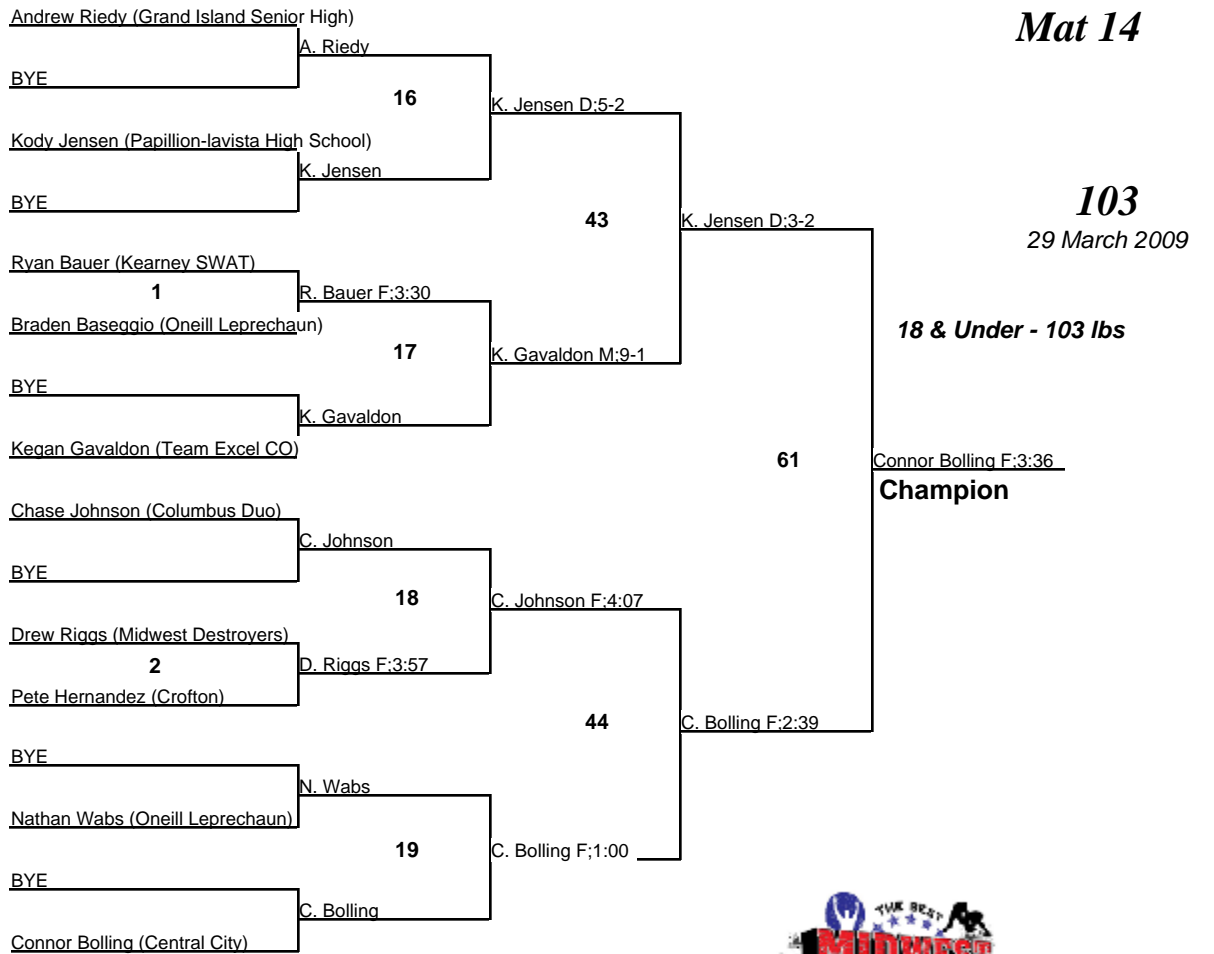 Andrew Riedy (Grand Island Senior High)
Mat 14
A. Riedy
BYE
16
K. Jensen D;5-2
Kody Jensen (Papillion-lavista High School)
K. Jensen
BYE
103
43
K. Jensen D;3-2
29 March 2009
Ryan Bauer (Kearney SWAT)
1
R. Bauer F;3:30
Braden Baseggio (Oneill Leprechaun)
18 & Under - 103 lbs
17
K. Gavaldon M;9-1
BYE
K. Gavaldon
Kegan Gavaldon (Team Excel CO)
61
Connor Bolling F;3:36
Champion
Chase Johnson (Columbus Duo)
C. Johnson
BYE
18
C. Johnson F;4:07
Drew Riggs (Midwest Destroyers)
2
D. Riggs F;3:57
Pete Hernandez (Crofton)
44
C. Bolling F;2:39
BYE
N. Wabs
Nathan Wabs (Oneill Leprechaun)
19
C. Bolling F;1:00
BYE
C. Bolling
Connor Bolling (Central City)
THE BEST
MIDWEST